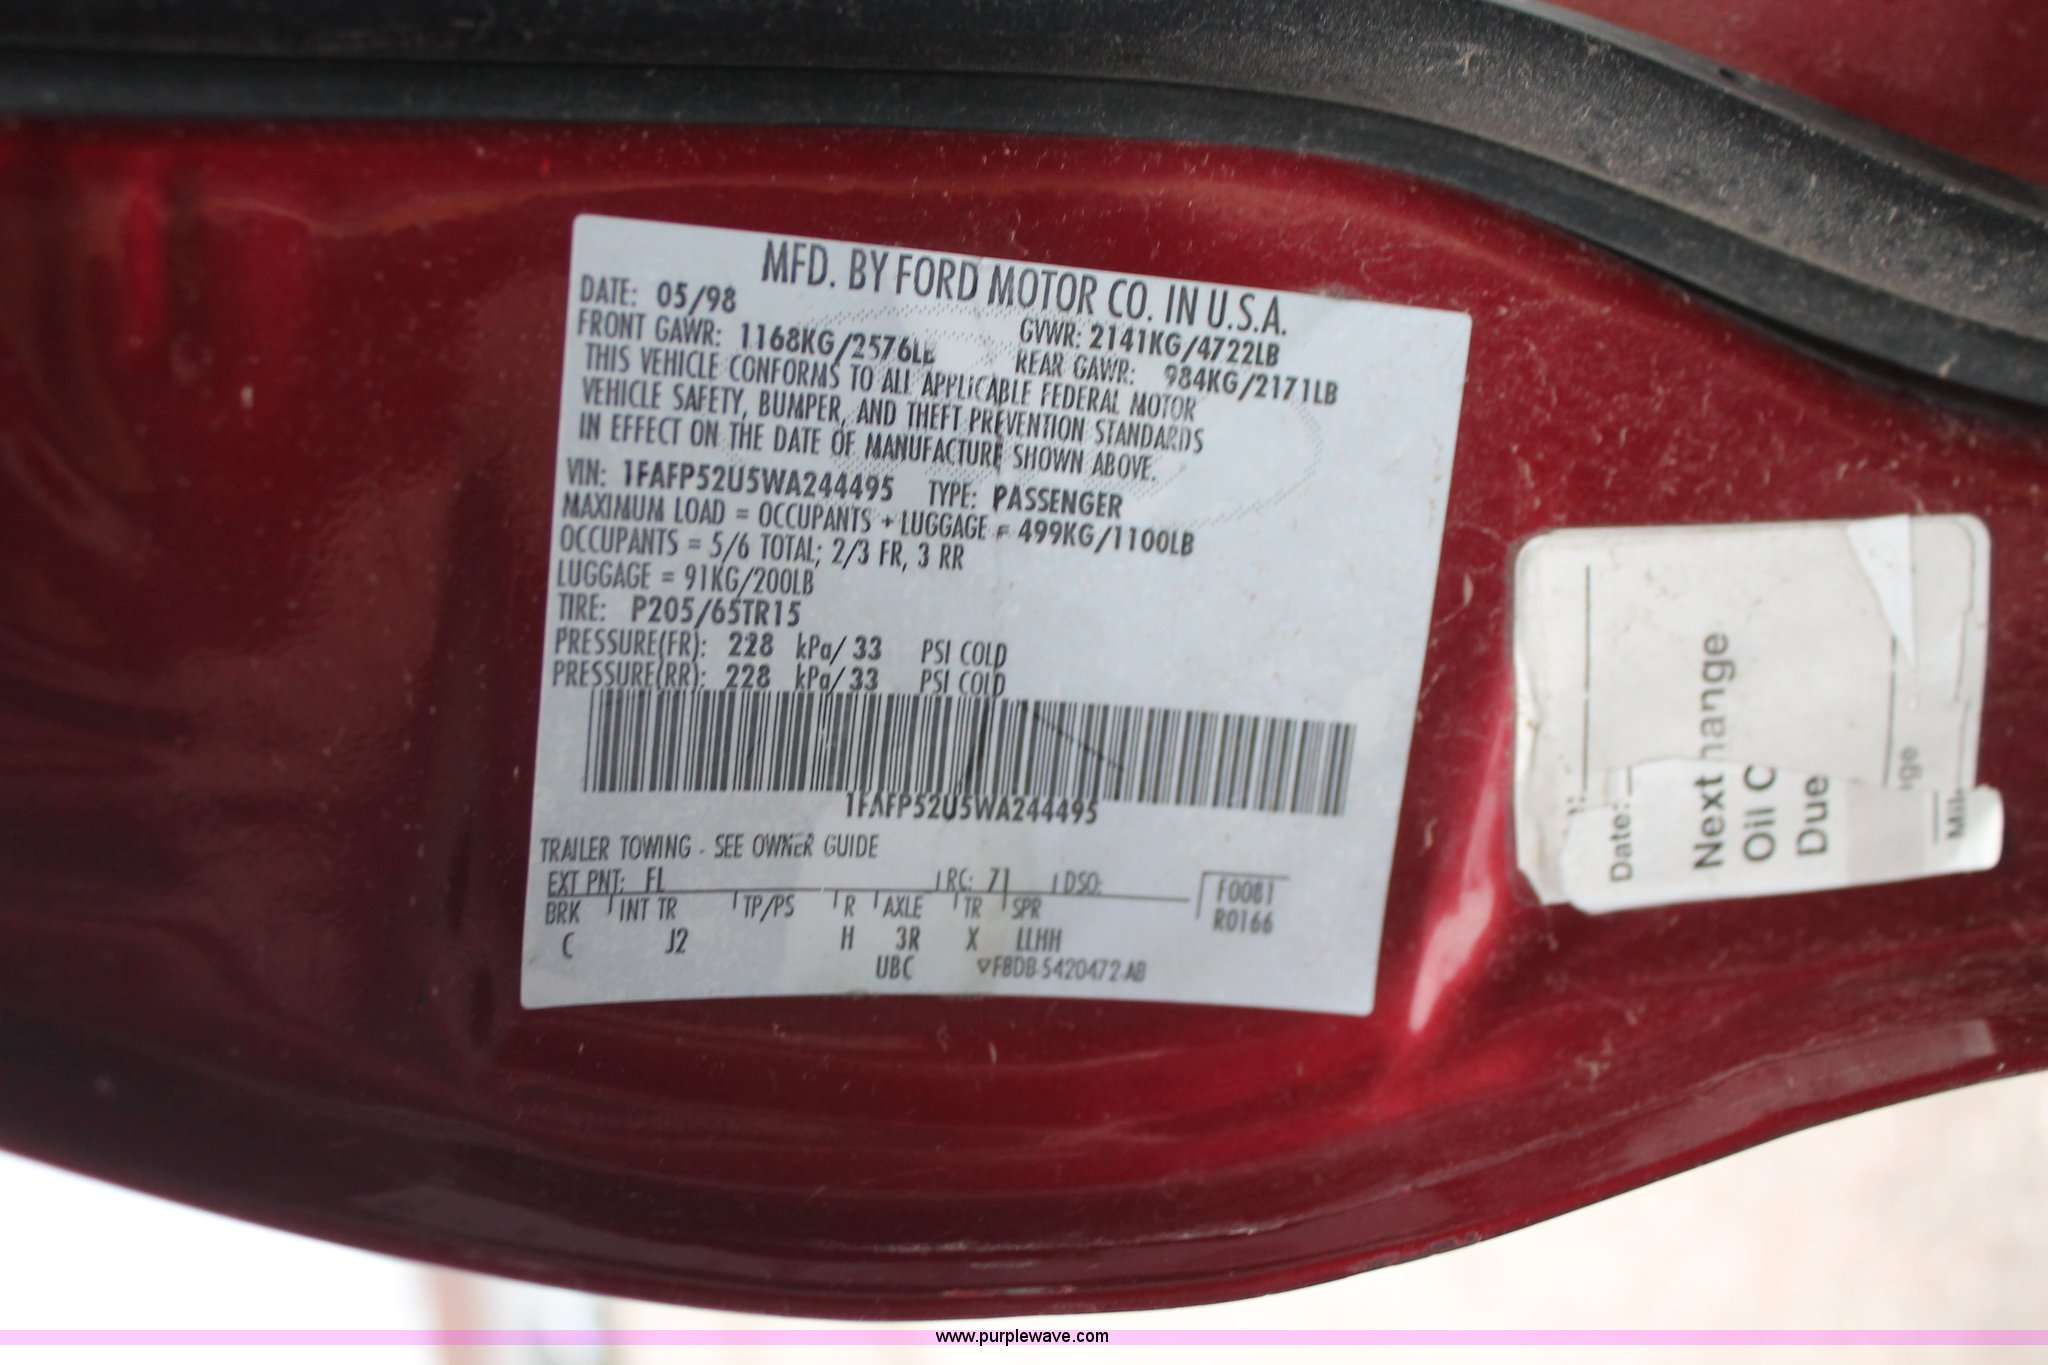 MFD. BY FORD MOTOR CO. IN U.S.A.
DATE: 05/98
GVWR: 2141KG/4722LB
FRONT GAWR: 1168KG/2576LB
REAR GAWR: 984KG/2171LB
THIS VEHICLE CONFORMS TO ALL APPLICABLE FEDERAL MOTOR
VEHICLE SAFETY, BUMPER, AND THEFT PREVENTION STANDARDS
IN EFFECT ON THE DATE OF MANUFACTURE SHOWN ABOVE.
VIN: 1FAFP52U5WA244495 TYPE: PASSENGER
MAXIMUM LOAD = OCCUPANTS + LUGGAGE = 499KG/1100LB
OCCUPANTS = 5/6 TOTAL; 2/3 FR, 3 RR
LUGGAGE = 91KG/200LB
TIRE: P205/65TR15
PRESSURE(FR): 228 kPa/ 33 PSI COLD
PRESSURE(RR): 228 kPa/ 33 PSI COLD
1FAFP52U5WA244495
TRAILER TOWING - SEE OWNER GUIDE
EXT PNT: FL RC: 71 DSO: F0081
BRK INT TR TP/PS R AXLE TR SPR R0166
C J2 H 3R X LLHH
UBC F8DB-5420472-AB
Date:
Next
Oil C
Due
www.purplewave.com